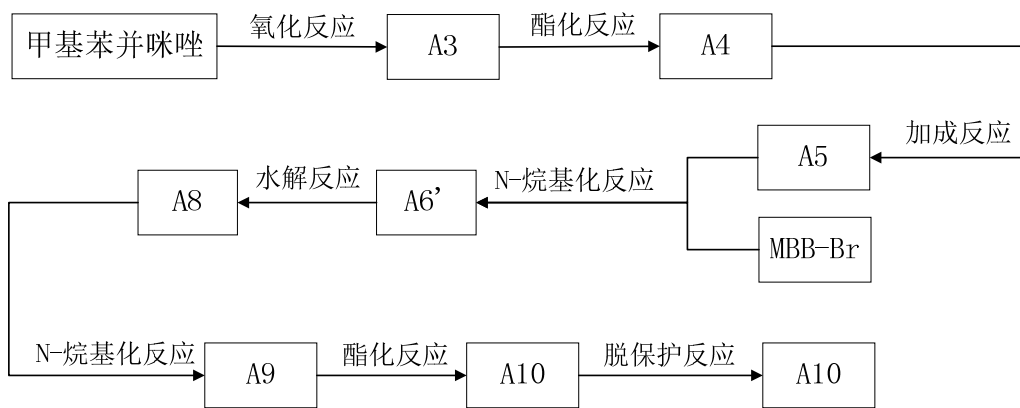 甲基苯并咪唑
氧化反应
A3
酯化反应
A4
加成反应
A5
MBB-Br
N-烷基化反应
A6’
水解反应
A8
N-烷基化反应
A9
酯化反应
A10
脱保护反应
A10